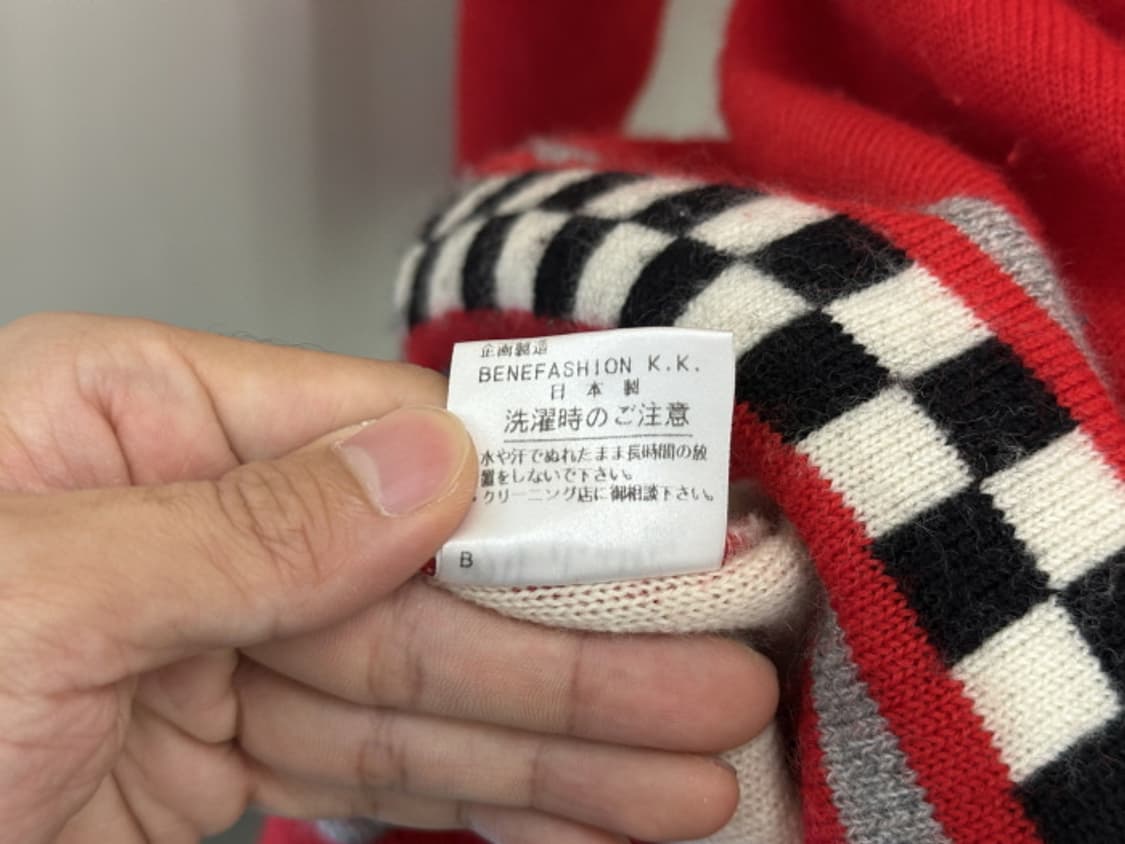 企画製造
BENEFASHION K.K.
日本製
洗濯時のご注意
水や汗でぬれたまま長時間の放
置をしないで下さい。
・クリーニング店に御相談下さい。
B